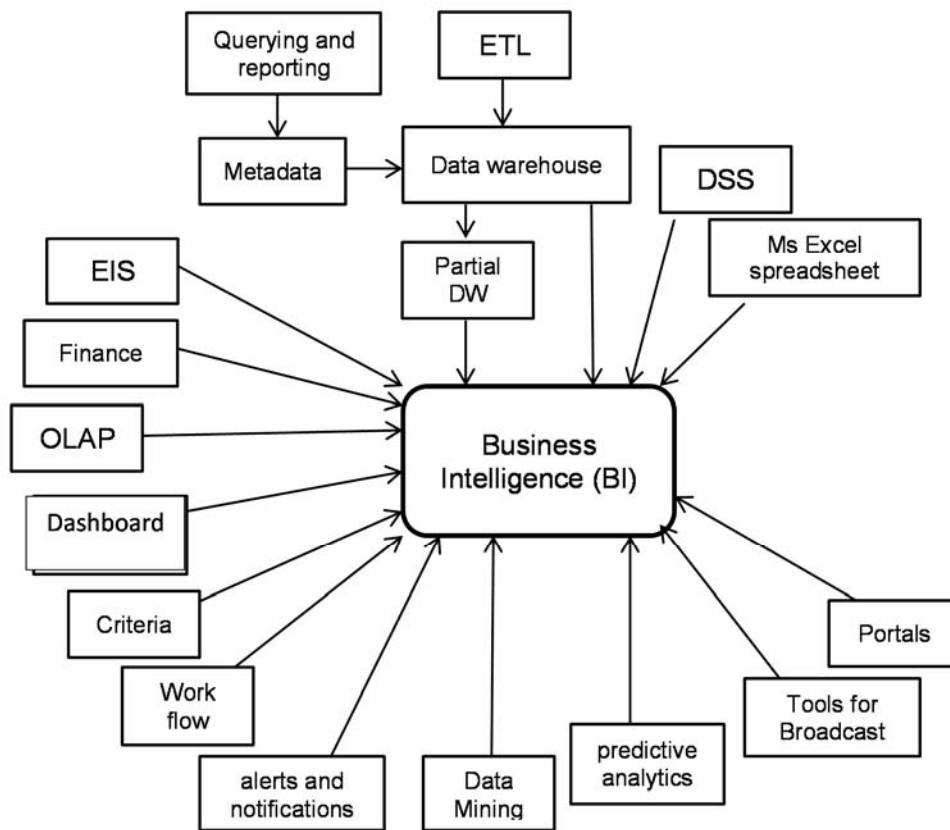 Querying and
reporting
ETL
Metadata
Data warehouse
DSS
Ms Excel
spreadsheet
EIS
Partial
DW
Finance
OLAP
Business
Intelligence (BI)
Dashboard
Criteria
Portals
Work
flow
Tools for
Broadcast
alerts and
notifications
Data
Mining
predictive
analytics